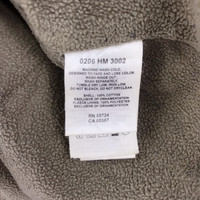 0206 HM 3002
MACHINE WASH COLD.
DESIGNED TO FADE AND LOSE COLOR
WASH INSIDE OUT
TUMBLE DRY LOW, IRON LOW
DO NOT BLEACH, DO NOT DRYCLEAN
SHELL: 100% COTTON
EXCLUSIVE OF ORNAMENTATION
FLEECE LINING: 100% POLYESTER
EXCLUSIVE OF ORNAMENTATION
RN
CA